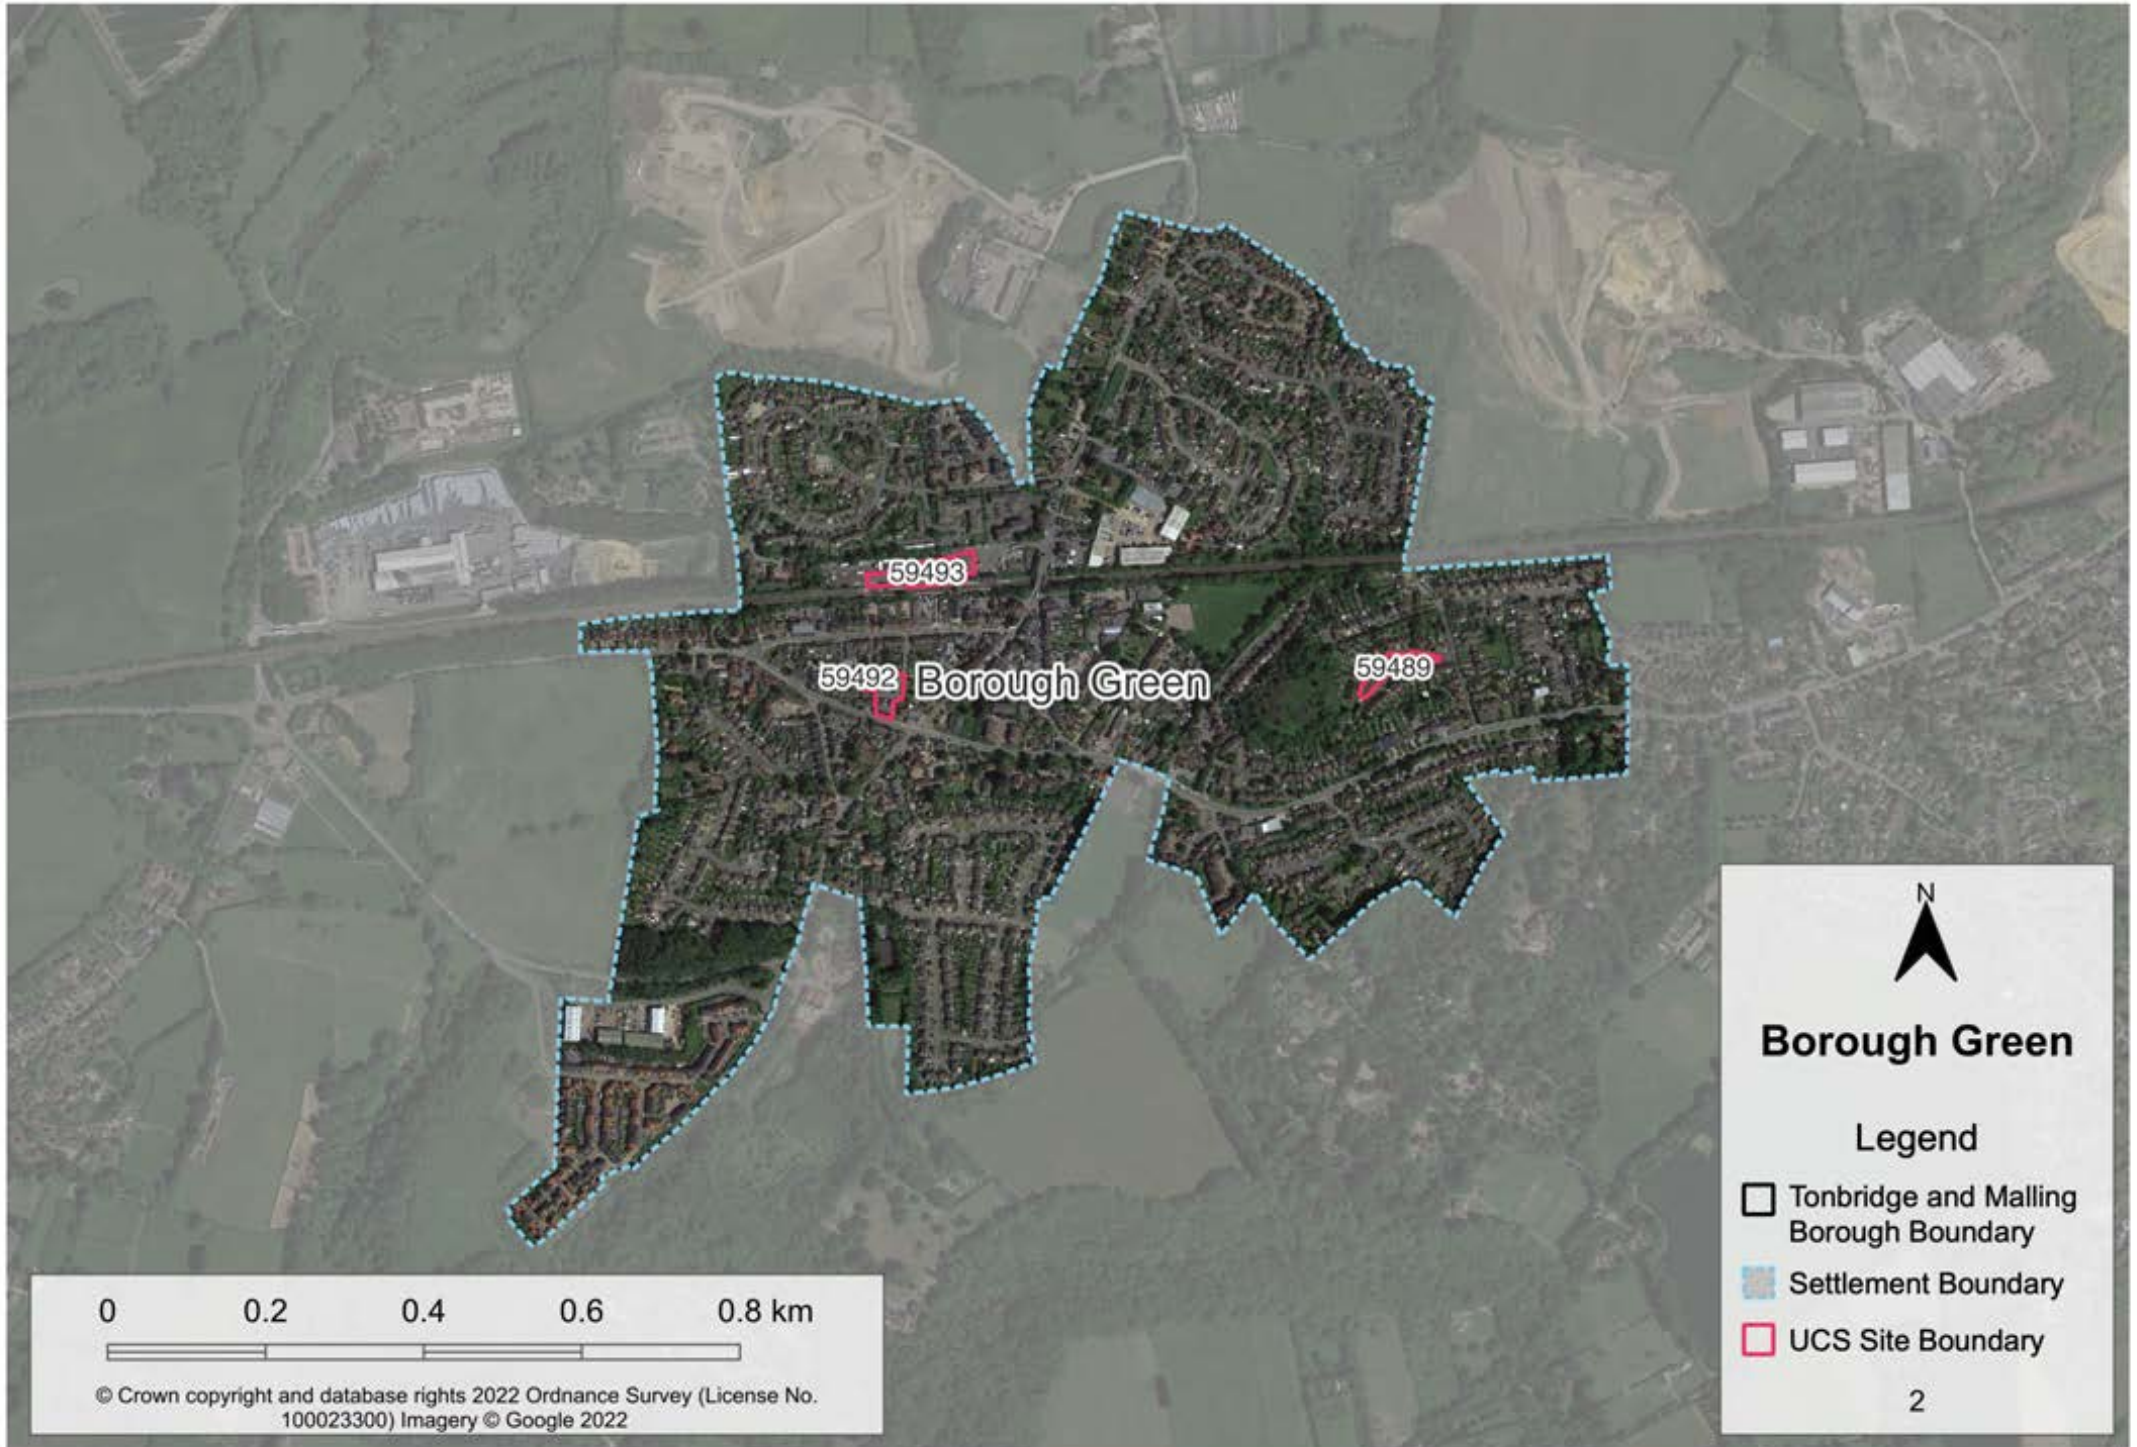 59493
59492
Borough Green
59489
N
Borough Green
Legend
Tonbridge and Malling
Borough Boundary
Settlement Boundary
UCS Site Boundary
2
0 0.2 0.4 0.6 0.8 km
© Crown copyright and database rights 2022 Ordnance Survey (License No.
100023300) Imagery © Google 2022